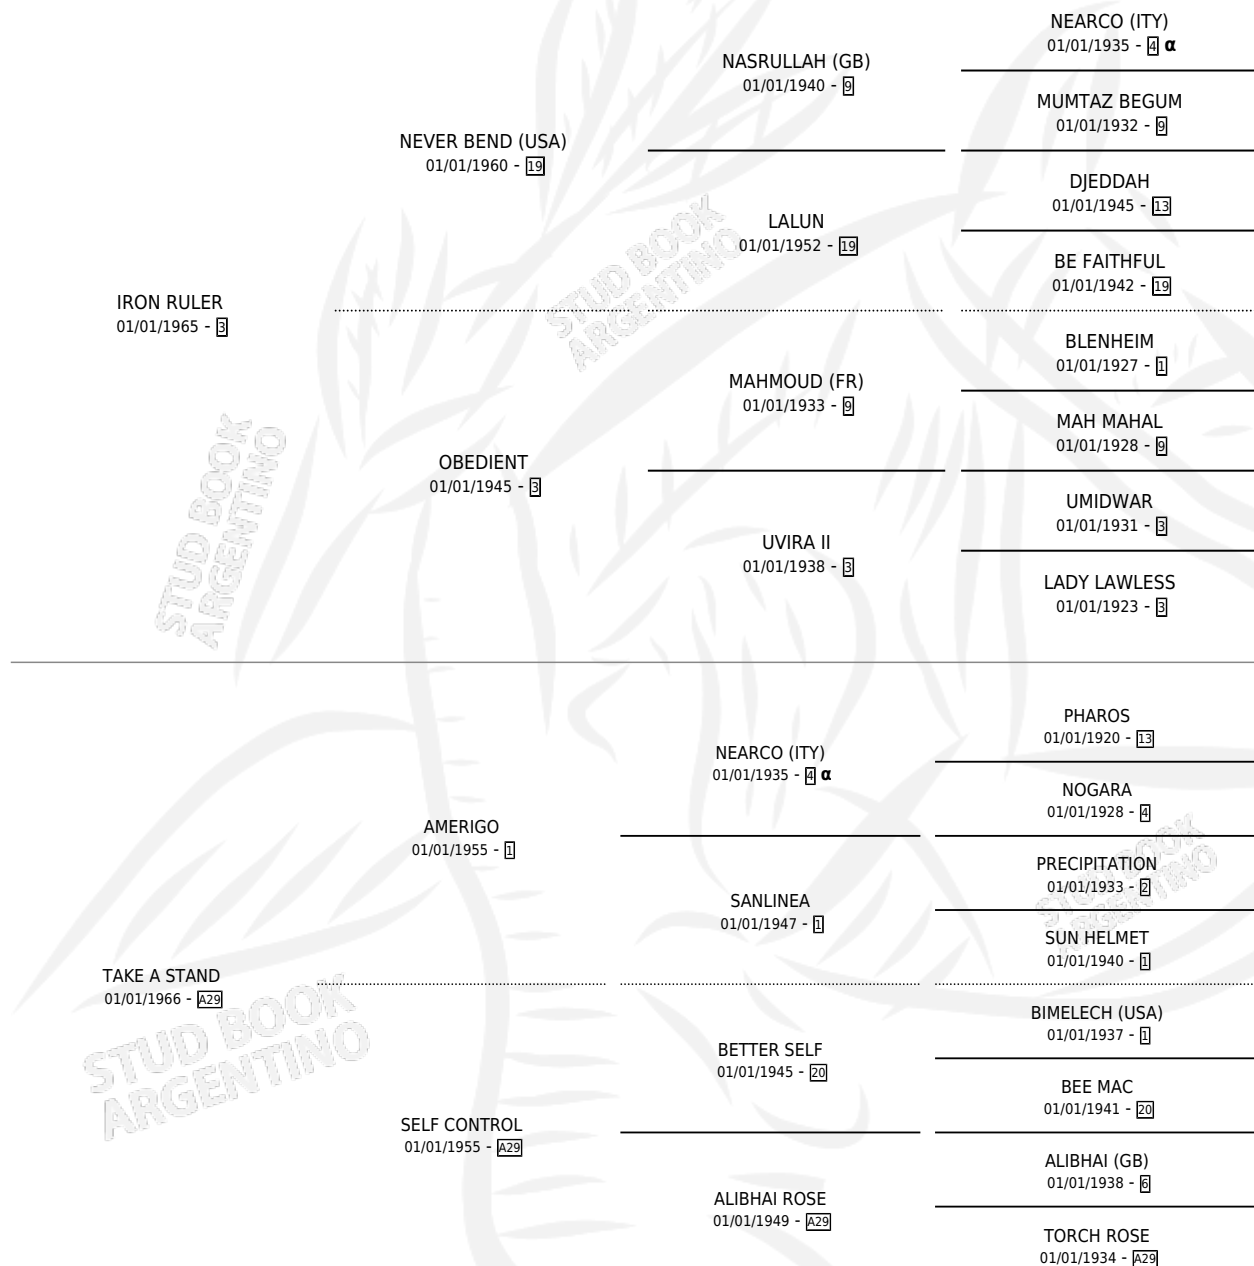 NEARCO (ITY)
01/01/1935 - 4 α
NASRULLAH (GB)
01/01/1940 - 9
MUMTAZ BEGUM
01/01/1932 - 9
NEVER BEND (USA)
01/01/1960 - 19
DJEDDAH
01/01/1945 - 13
LALUN
01/01/1952 - 19
BE FAITHFUL
01/01/1942 - 19
IRON RULER
01/01/1965 - 3
BLENHEIM
01/01/1927 - 1
MAHMOUD (FR)
01/01/1933 - 9
MAH MAHAL
01/01/1928 - 9
OBEDIENT
01/01/1945 - 3
UMIDWAR
01/01/1931 - 3
UVIRA II
01/01/1938 - 3
LADY LAWLESS
01/01/1923 - 3
PHAROS
01/01/1920 - 13
NEARCO (ITY)
01/01/1935 - 4 α
NOGARA
01/01/1928 - 4
AMERIGO
01/01/1955 - 1
PRECIPITATION
01/01/1933 - 2
SANLINEA
01/01/1947 - 1
SUN HELMET
01/01/1940 - 1
TAKE A STAND
01/01/1966 - A29
BIMELECH (USA)
01/01/1937 - 1
BETTER SELF
01/01/1945 - 20
BEE MAC
01/01/1941 - 20
SELF CONTROL
01/01/1955 - A29
ALIBHAI (GB)
01/01/1938 - 6
ALIBHAI ROSE
01/01/1949 - A29
TORCH ROSE
01/01/1934 - A29
STUD BOOK
ARGENTINO
STUD BOOK
ARGENTINO
STUD BOOK
ARGENTINO
STUD BOOK
ARGENTINO